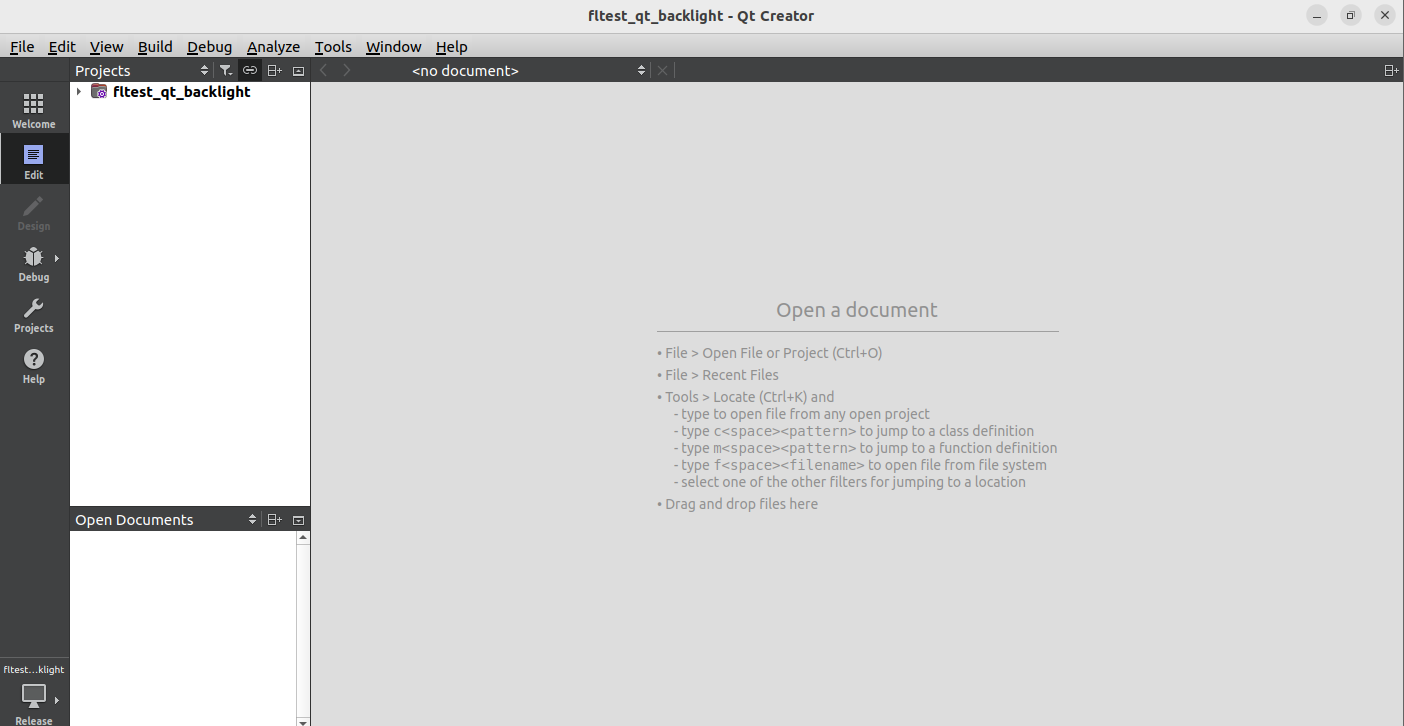 fltest_qt_backlight - Qt Creator
File Edit View Build Debug Analyze Tools Window Help
Projects
<no document>
fltest_qt_backlight
Welcome
Edit
Design
Debug
Projects
Help
Open a document
• File > Open File or Project (Ctrl+O)
• File > Recent Files
• Tools > Locate (Ctrl+K) and
- type to open file from any open project
- type c<space><pattern> to jump to a class definition
- type m<space><pattern> to jump to a function definition
- type f<space><filename> to open file from file system
- select one of the other filters for jumping to a location
• Drag and drop files here
Open Documents
fltest...klight
Release